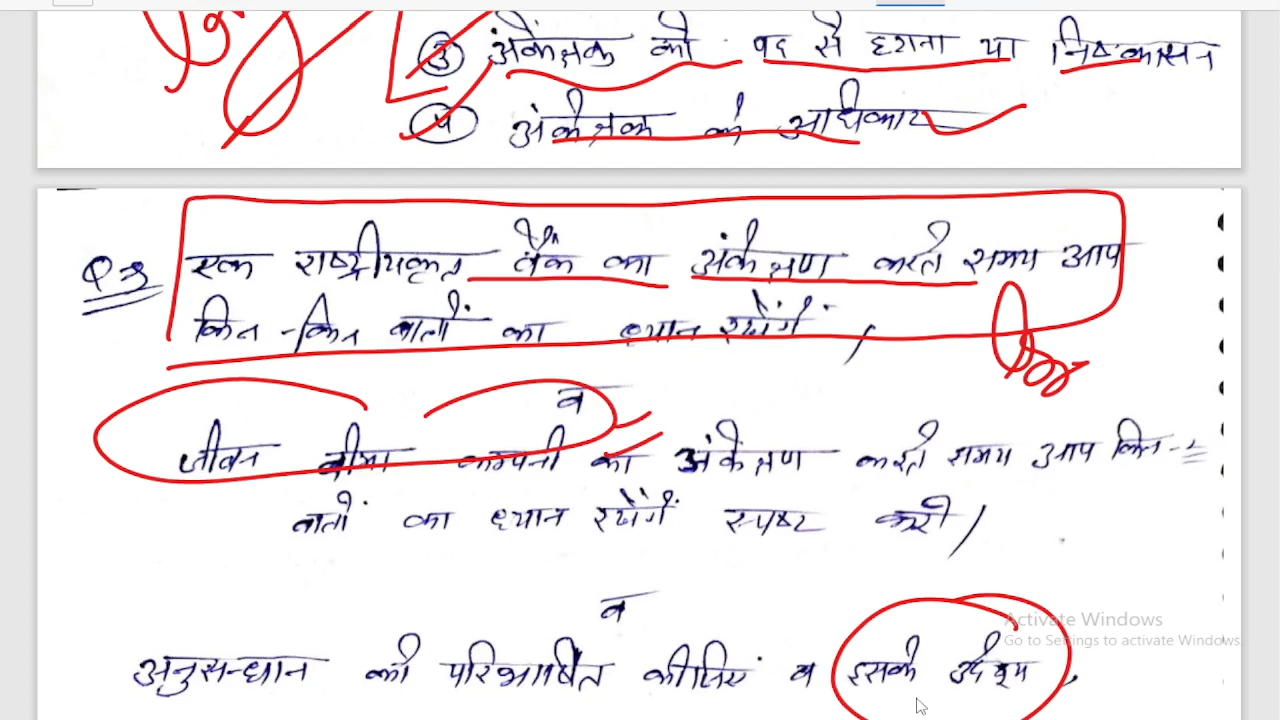 ③ अंकेक्षक को पद से हटाना या निष्कासन
④ अंकेक्षक के अधिकार
Q-3 एक राष्ट्रीयकृत बैंक का अंकेक्षण करते समय आप
किन-किन बातों का ध्यान रखेंगें /
व
जीवन बीमा कम्पनी का अंकेक्षण करते समय आप किन-
बातों का ध्यान रखेंगें स्पष्ट करो /
व
अनुसन्धान को परिभाषित कीजिएं व इसके उदेश्य
Activate Windows
Go to Settings to activate Windows.